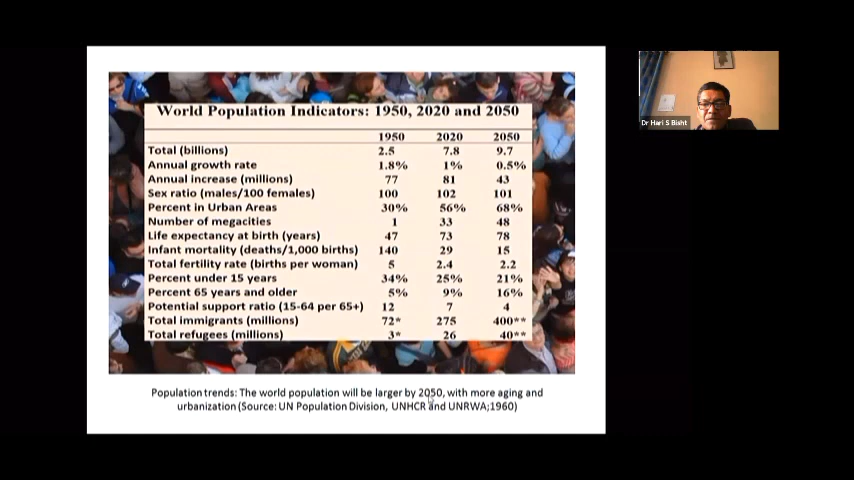 World Population Indicators: 1950, 2020 and 2050
1950 2020 2050
Total (billions) 2.5 7.8 9.7
Annual growth rate 1.8% 1% 0.5%
Annual increase (millions) 77 81 43
Sex ratio (males/100 females) 100 102 101
Percent in Urban Areas 30% 56% 68%
Number of megacities 1 33 48
Life expectancy at birth (years) 47 73 78
Infant mortality (deaths/1,000 births) 140 29 15
Total fertility rate (births per woman) 5 2.4 2.2
Percent under 15 years 34% 25% 21%
Percent 65 years and older 5% 9% 16%
Potential support ratio (15-64 per 65+) 12 7 4
Total immigrants (millions) 72* 275 400**
Total refugees (millions) 3* 26 40**
Population trends: The world population will be larger by 2050, with more aging and
urbanization (Source: UN Population Division, UNHCR and UNRWA;1960)
Dr Hari S Bisht